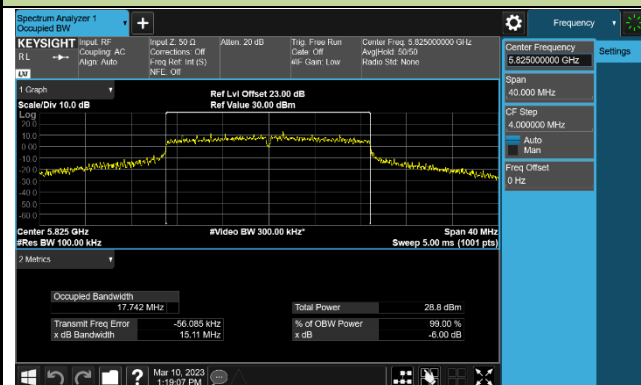 Spectrum Analyzer 1
Occupied BW
Frequency
KEYSIGHT
RL
LXI
Input: RF
Coupling: AC
Align: Auto
Input Z: 50 Ω
Corrections: Off
Freq Ref: Int (S)
NFE: Off
Atten: 20 dB
Trig: Free Run
Gate: Off
#IF Gain: Low
Center Freq: 5.825000000 GHz
Avg|Hold: 50/50
Radio Std: None
Center Frequency
5.825000000 GHz
Settings
Span
40.000 MHz
CF Step
4.000000 MHz
Auto
Man
Freq Offset
0 Hz
1 Graph
Scale/Div 10.0 dB
Ref Lvl Offset 23.00 dB
Ref Value 30.00 dBm
Log
20.0
10.0
0.00
-10.0
-20.0
-30.0
-40.0
-50.0
-60.0
Center 5.825 GHz
#Video BW 300.00 kHz*
Span 40 MHz
#Res BW 100.00 kHz
Sweep 5.00 ms (1001 pts)
2 Metrics
Occupied Bandwidth
17.742 MHz
Total Power 28.8 dBm
Transmit Freq Error -56.085 kHz
% of OBW Power 99.00 %
x dB Bandwidth 15.11 MHz
x dB -6.00 dB
Mar 10, 2023
1:19:07 PM